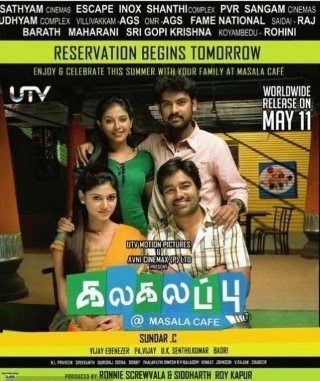 SATHYAM CINEMAS ESCAPE INOX SHANTHI COMPLEX PVR SANGAM CINEMAS
UDHYAM COMPLEX VILLIVAKKAM-AGS OMR-AGS FAME NATIONAL SAIDAI-RAJ
BARATH MAHARANI SRI GOPI KRISHNA KOYAMBEDU-ROHINI
RESERVATION BEGINS TOMORROW
ENJOY & CELEBRATE THIS SUMMER WITH YOUR FAMILY AT MASALA CAFÉ
UTV
WORLDWIDE
RELEASE ON
MAY 11
UTV MOTION PICTURES
&
AVNI CINEMAX (P) LTD
PRESENT
கலகலப்பு
@ MASALA CAFE
SUNDAR .C
VIJAY EBENEZER PA.VIJAY U.K. SENTHILKUMAR BADRI
PRODUCED BY RONNIE SCREWVALA & SIDDHARTH ROY KAPUR